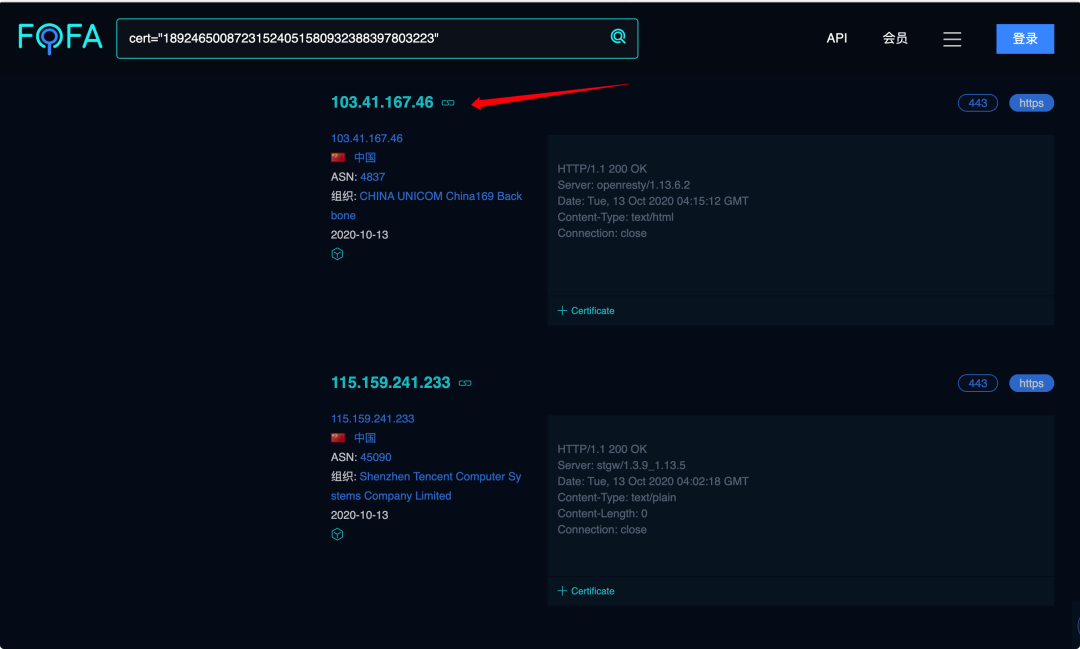 FOFA
cert="18924650087231524051580932388397803223"
API
会员
登录
103.41.167.46
443
https
103.41.167.46
中国
ASN: 4837
组织: CHINA UNICOM China169 Back
bone
2020-10-13
HTTP/1.1 200 OK
Server: openresty/1.13.6.2
Date: Tue, 13 Oct 2020 04:15:12 GMT
Content-Type: text/html
Connection: close
Certificate
115.159.241.233
443
https
115.159.241.233
中国
ASN: 45090
组织: Shenzhen Tencent Computer Sy
stems Company Limited
2020-10-13
HTTP/1.1 200 OK
Server: stgw/1.3.9_1.13.5
Date: Tue, 13 Oct 2020 04:02:18 GMT
Content-Type: text/plain
Content-Length: 0
Connection: close
Certificate